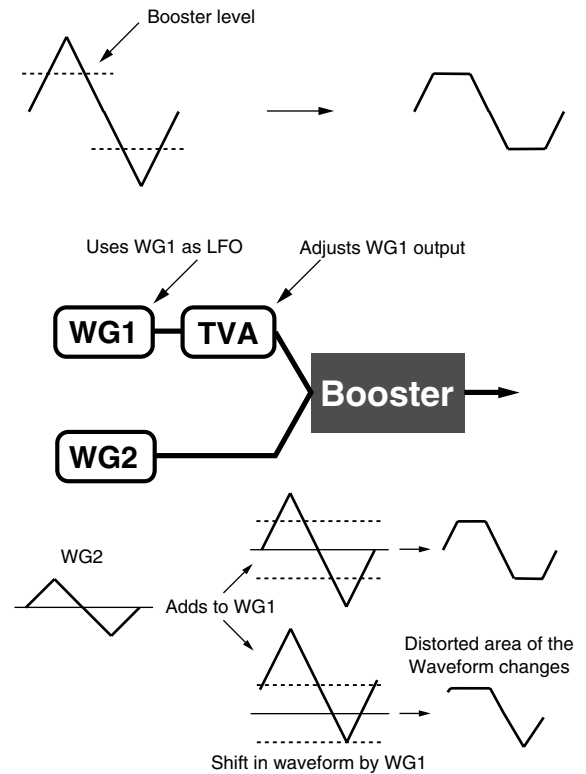 Booster level
Uses WG1 as LFO
Adjusts WG1 output
WG1
TVA
Booster
WG2
WG2
Adds to WG1
Distorted area of the
Waveform changes
Shift in waveform by WG1